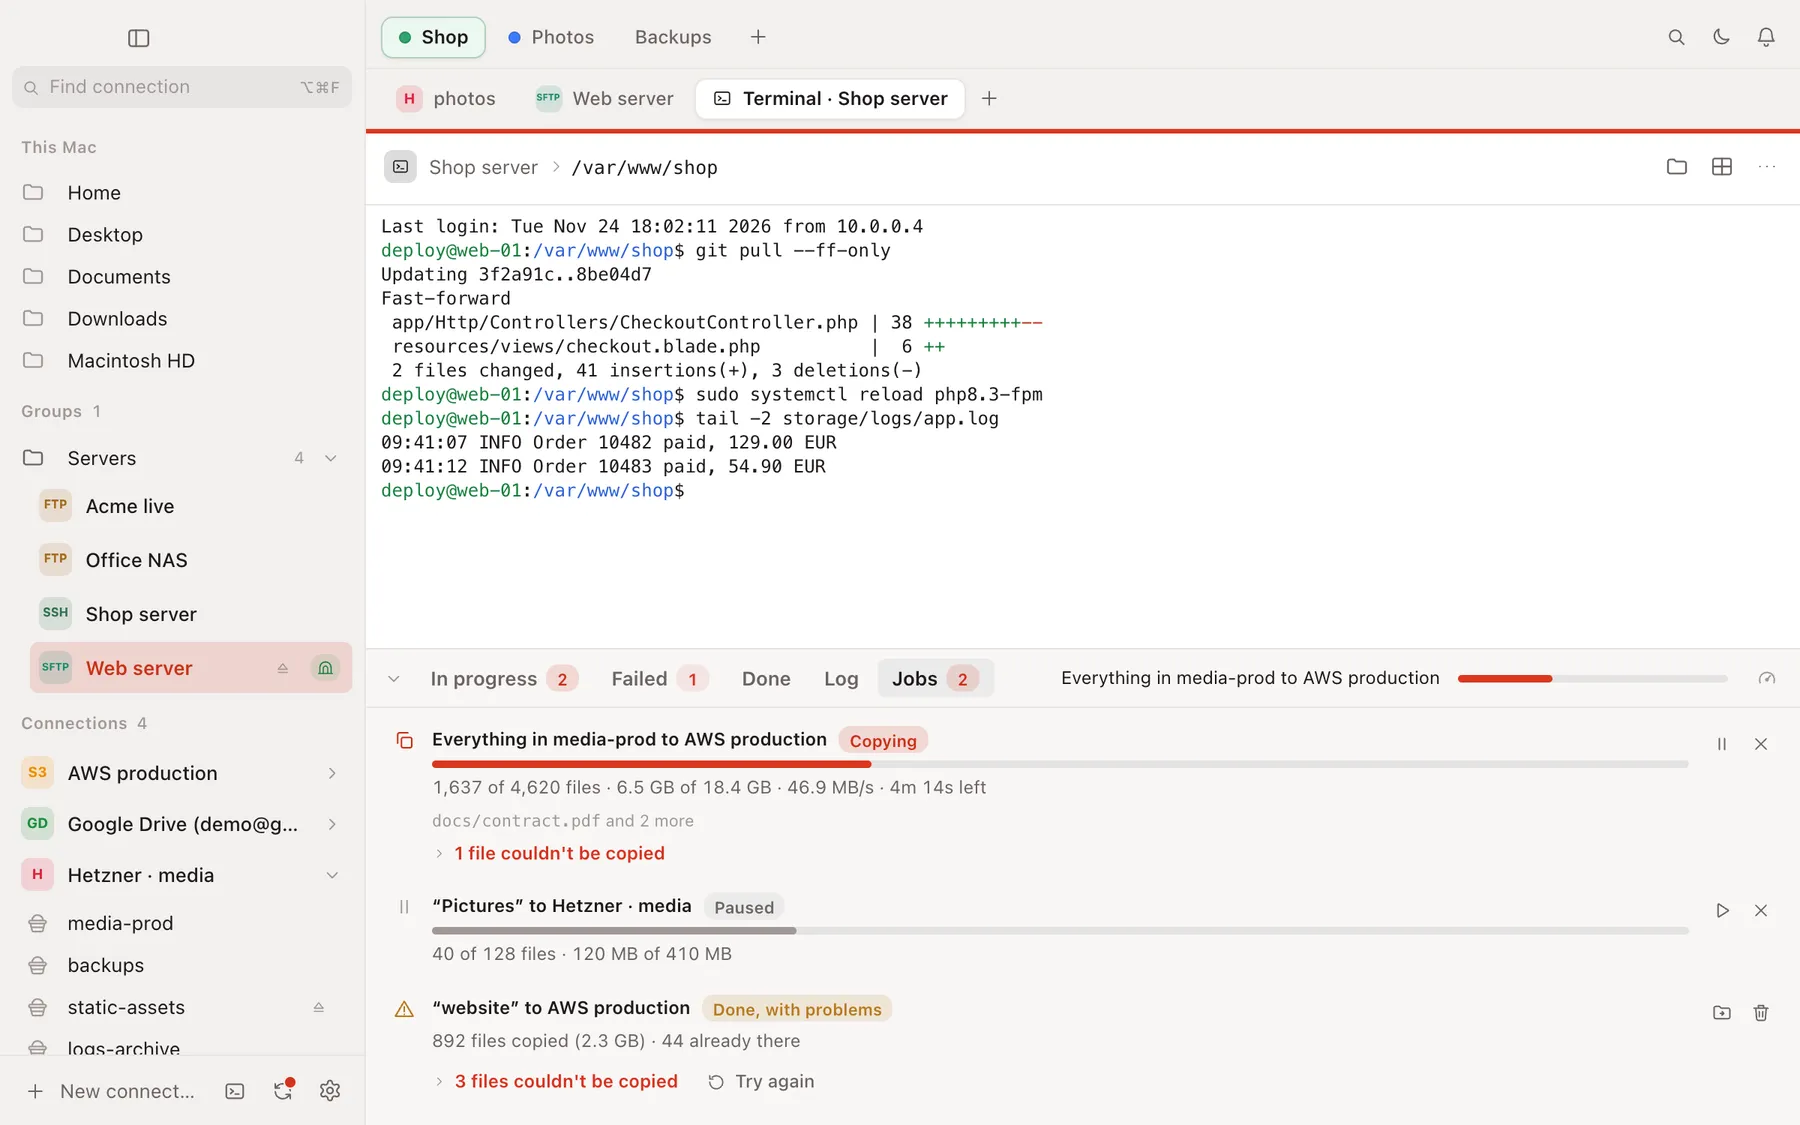 Shop
Photos
Backups
Find connection
⌥⌘F
H photos
SFTP Web server
Terminal · Shop server
This Mac
Home
Desktop
Documents
Downloads
Macintosh HD
Groups 1
Servers 4
FTP Acme live
FTP Office NAS
SSH Shop server
SFTP Web server
Connections 4
S3 AWS production
GD Google Drive (demo@g...
H Hetzner · media
media-prod
backups
static-assets
logs-archive
New connect...
Shop server > /var/www/shop
Last login: Tue Nov 24 18:02:11 2026 from 10.0.0.4
deploy@web-01:/var/www/shop$ git pull --ff-only
Updating 3f2a91c..8be04d7
Fast-forward
app/Http/Controllers/CheckoutController.php | 38 +++++++++--
resources/views/checkout.blade.php | 6 ++
2 files changed, 41 insertions(+), 3 deletions(-)
deploy@web-01:/var/www/shop$ sudo systemctl reload php8.3-fpm
deploy@web-01:/var/www/shop$ tail -2 storage/logs/app.log
09:41:07 INFO Order 10482 paid, 129.00 EUR
09:41:12 INFO Order 10483 paid, 54.90 EUR
deploy@web-01:/var/www/shop$
In progress 2
Failed 1
Done
Log
Jobs 2
Everything in media-prod to AWS production
Everything in media-prod to AWS production Copying
1,637 of 4,620 files · 6.5 GB of 18.4 GB · 46.9 MB/s · 4m 14s left
docs/contract.pdf and 2 more
1 file couldn't be copied
“Pictures” to Hetzner · media Paused
40 of 128 files · 120 MB of 410 MB
“website” to AWS production Done, with problems
892 files copied (2.3 GB) · 44 already there
3 files couldn't be copied Try again